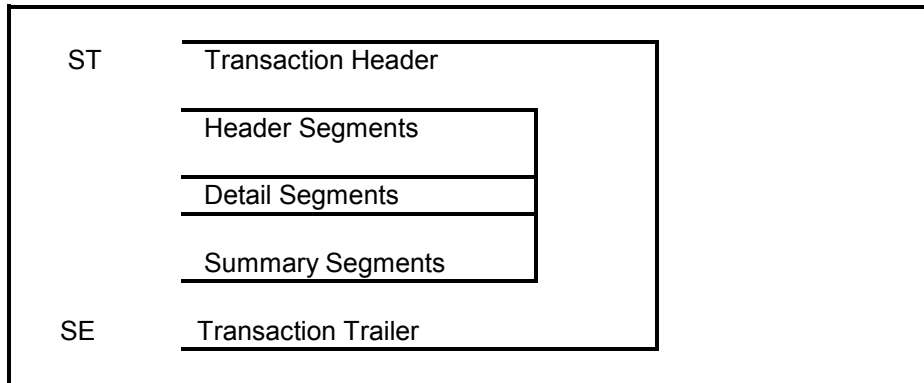 ST Transaction Header
Header Segments
Detail Segments
Summary Segments
SE Transaction Trailer